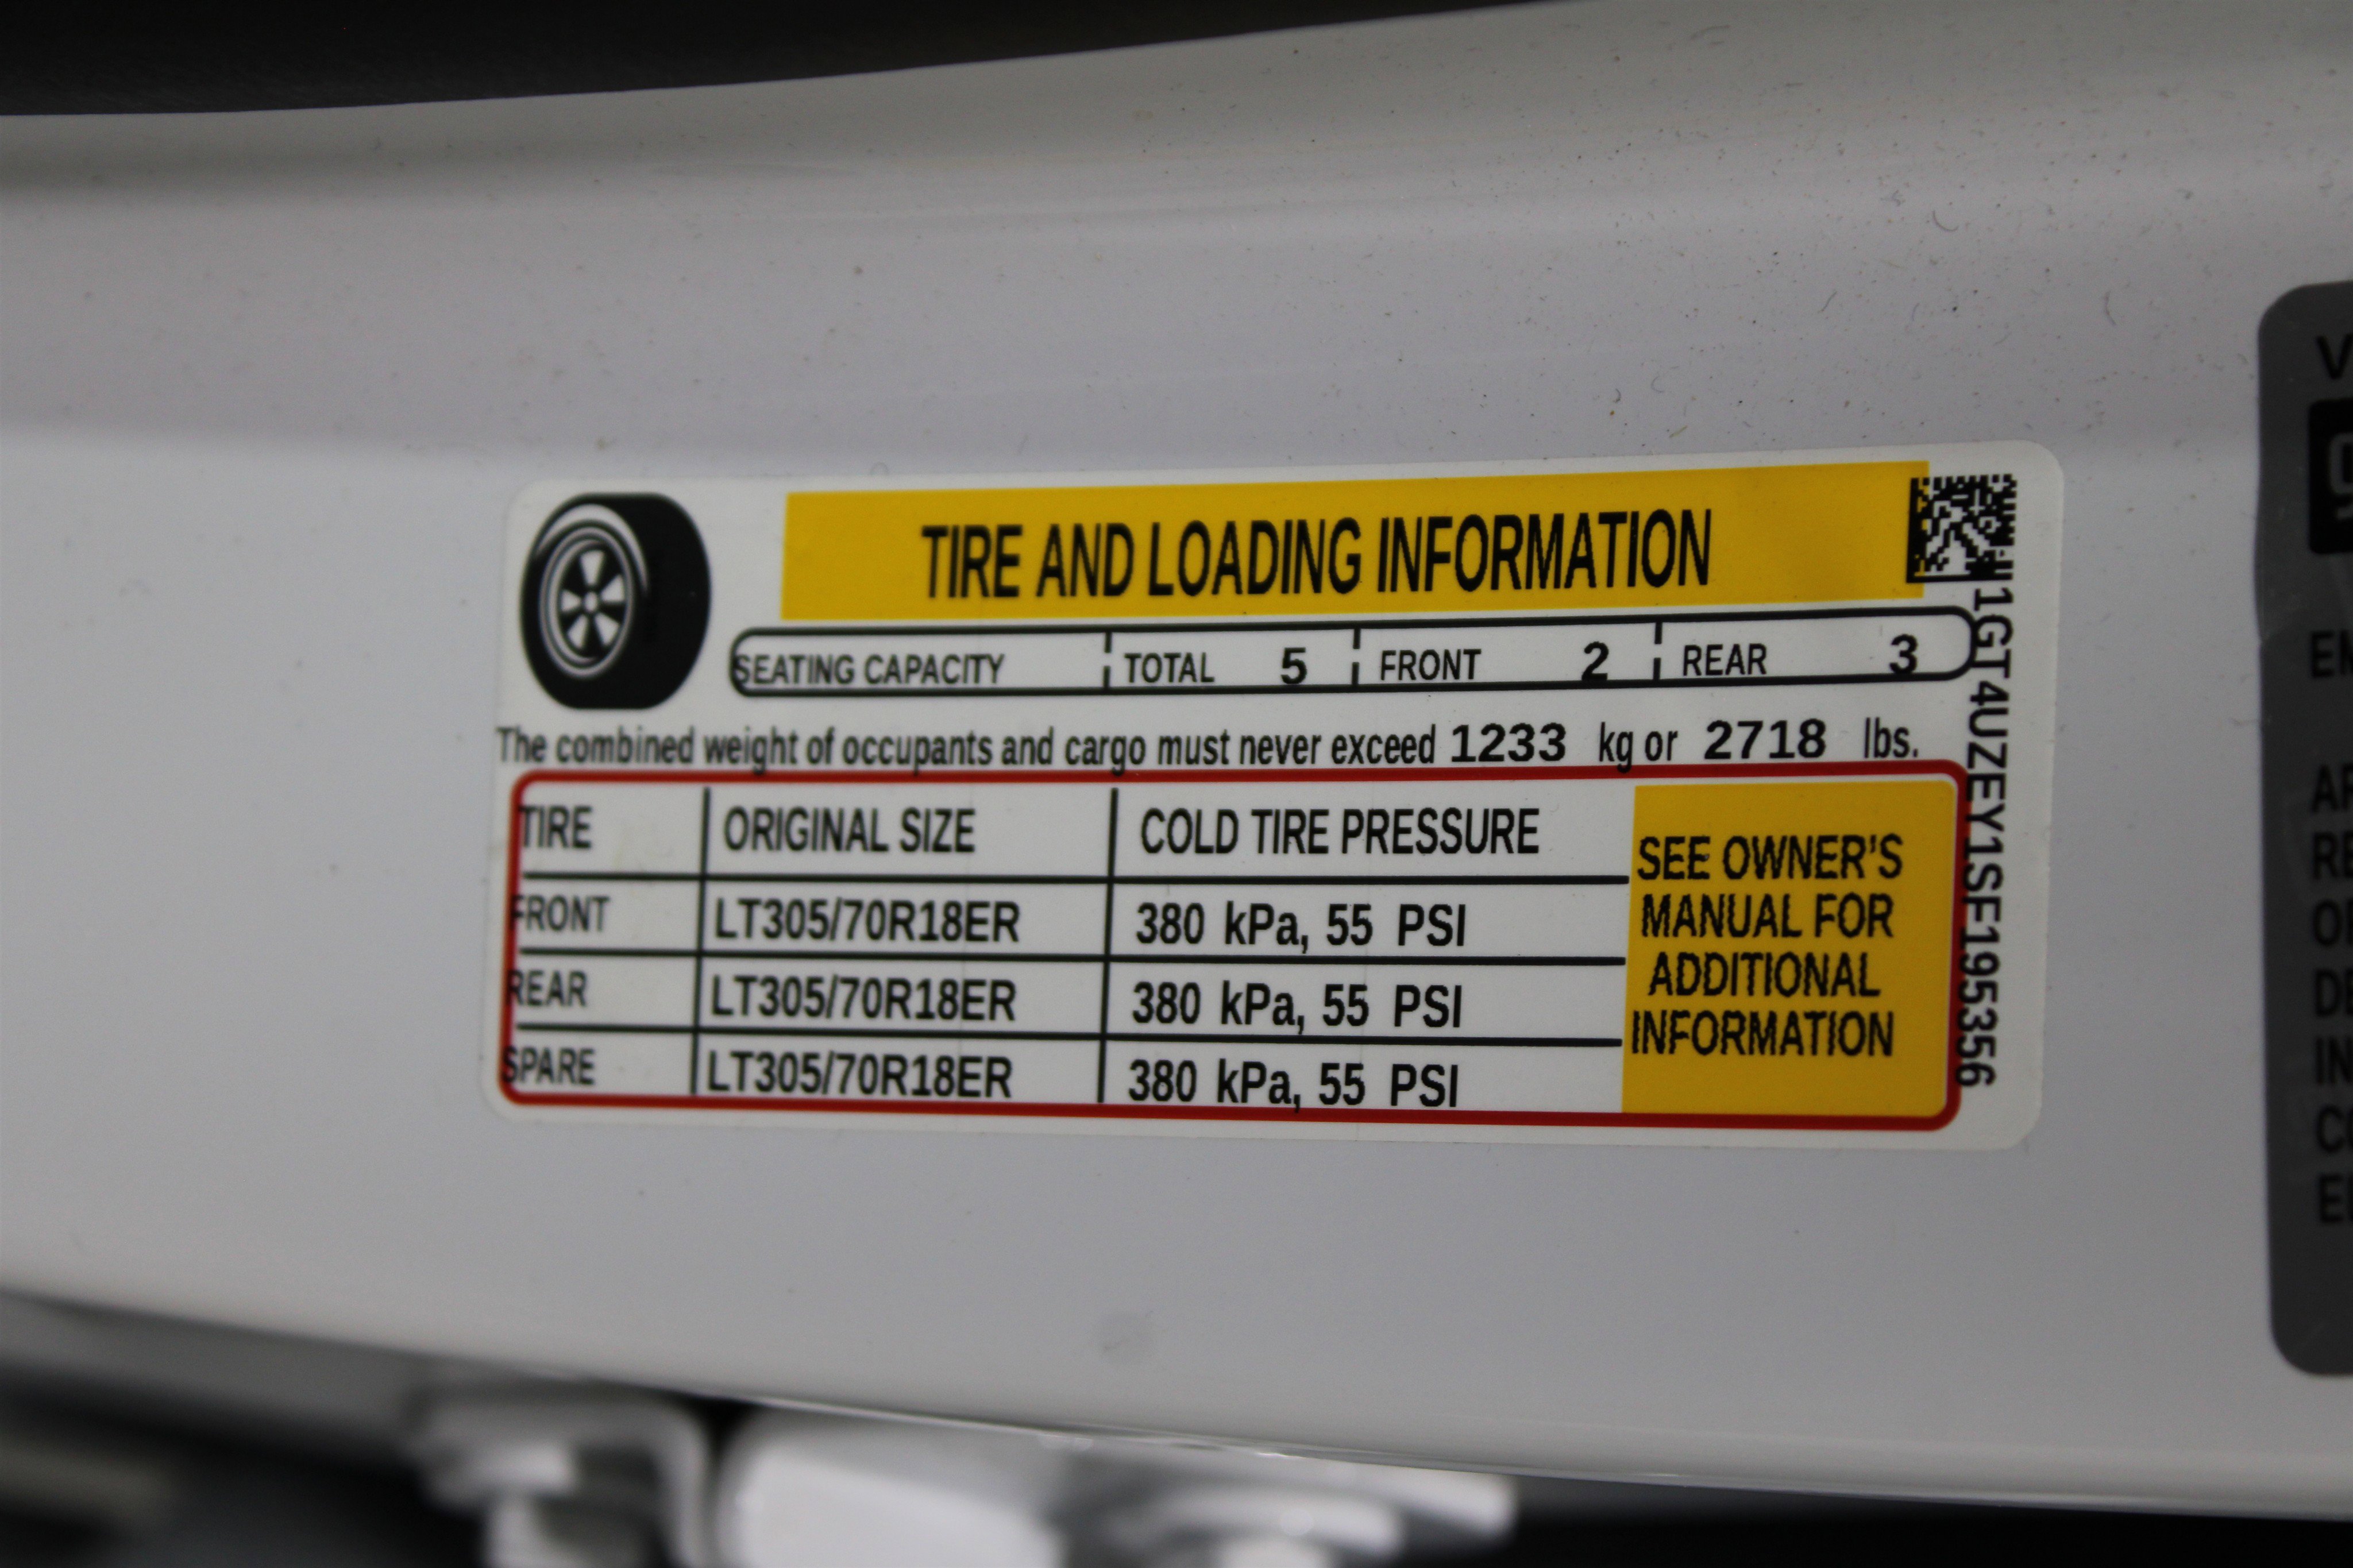 TIRE AND LOADING INFORMATION
SEATING CAPACITY TOTAL 5 FRONT 2 REAR 3
The combined weight of occupants and cargo must never exceed 1233 kg or 2718 lbs.
TIRE ORIGINAL SIZE COLD TIRE PRESSURE
FRONT LT305/70R18ER 380 kPa, 55 PSI
REAR LT305/70R18ER 380 kPa, 55 PSI
SPARE LT305/70R18ER 380 kPa, 55 PSI
SEE OWNER'S
MANUAL FOR
ADDITIONAL
INFORMATION
1GT4UZEY1SF195356